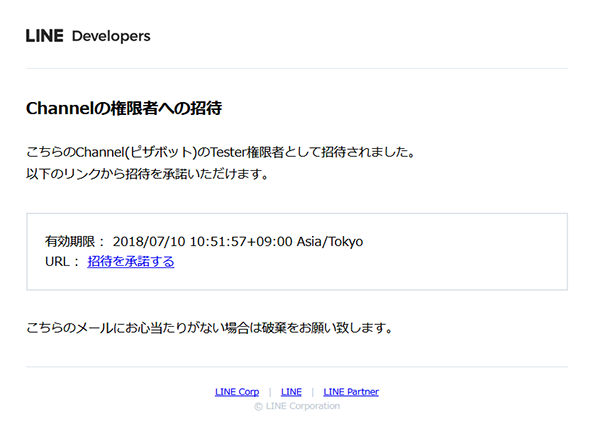 LINE Developers
Channelの権限者への招待
こちらのChannel(ピザボット)のTester権限者として招待されました。
以下のリンクから招待を承諾いただけます。
有効期限： 2018/07/10 10:51:57+09:00 Asia/Tokyo
URL： 招待を承諾する
こちらのメールにお心当たりがない場合は破棄をお願い致します。
LINE Corp | LINE | LINE Partner
© LINE Corporation